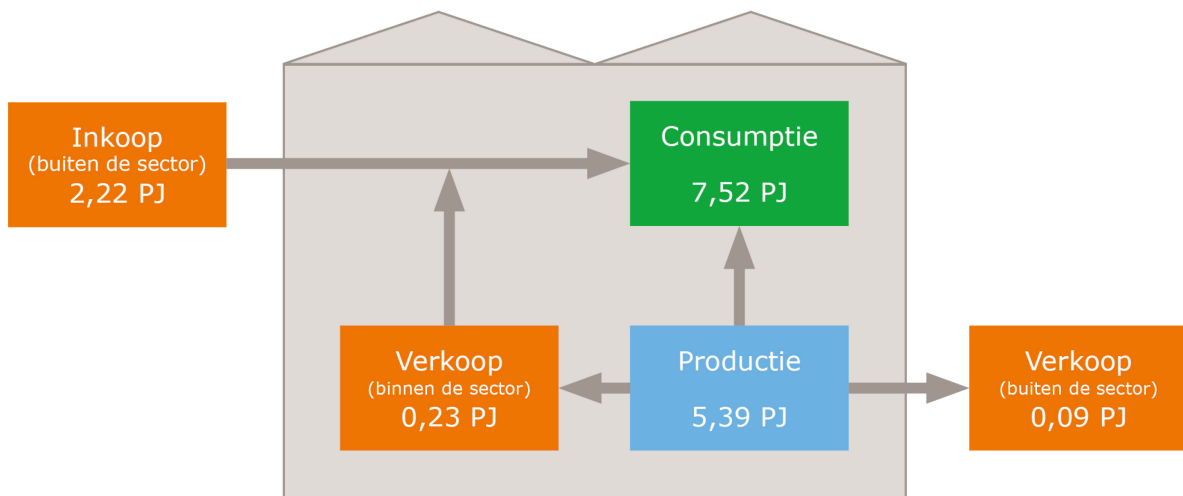 Inkoop
(buiten de sector)
2,22 PJ
Consumptie
7,52 PJ
Verkoop
(binnen de sector)
0,23 PJ
Productie
5,39 PJ
Verkoop
(buiten de sector)
0,09 PJ